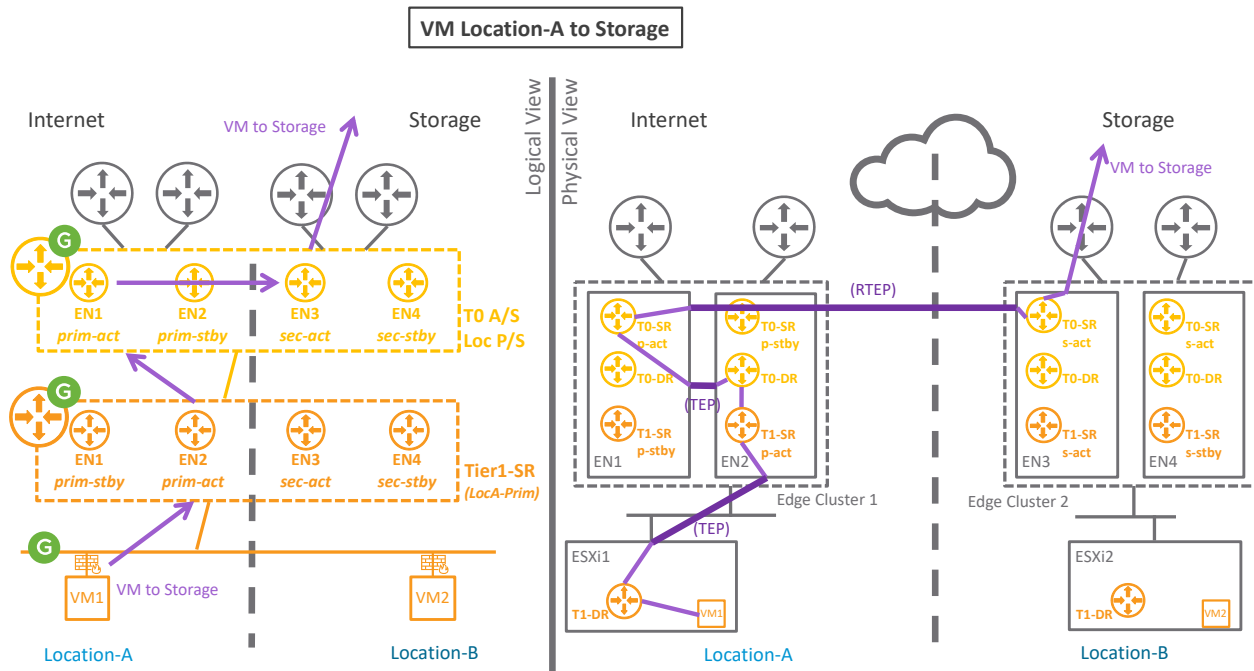 VM Location-A to Storage
Logical View
Physical View
Internet
VM to Storage
Storage
G
EN1
EN2
EN3
EN4
prim-act
prim-stby
sec-act
sec-stby
T0 A/S
Loc P/S
G
EN1
EN2
EN3
EN4
prim-stby
prim-act
sec-act
sec-stby
Tier1-SR
(LocA-Prim)
G
VM1
VM to Storage
VM2
Location-A
Location-B
Internet
Storage
VM to Storage
(RTEP)
T0-SR
p-act
T0-DR
T1-SR
p-stby
EN1
(TEP)
T0-SR
p-stby
T0-DR
T1-SR
p-act
EN2
Edge Cluster 1
T0-SR
s-act
T0-DR
T1-SR
s-act
EN3
T0-SR
s-act
T0-DR
T1-SR
s-stby
EN4
Edge Cluster 2
(TEP)
ESXi1
T1-DR
VM1
ESXi2
T1-DR
VM2
Location-A
Location-B